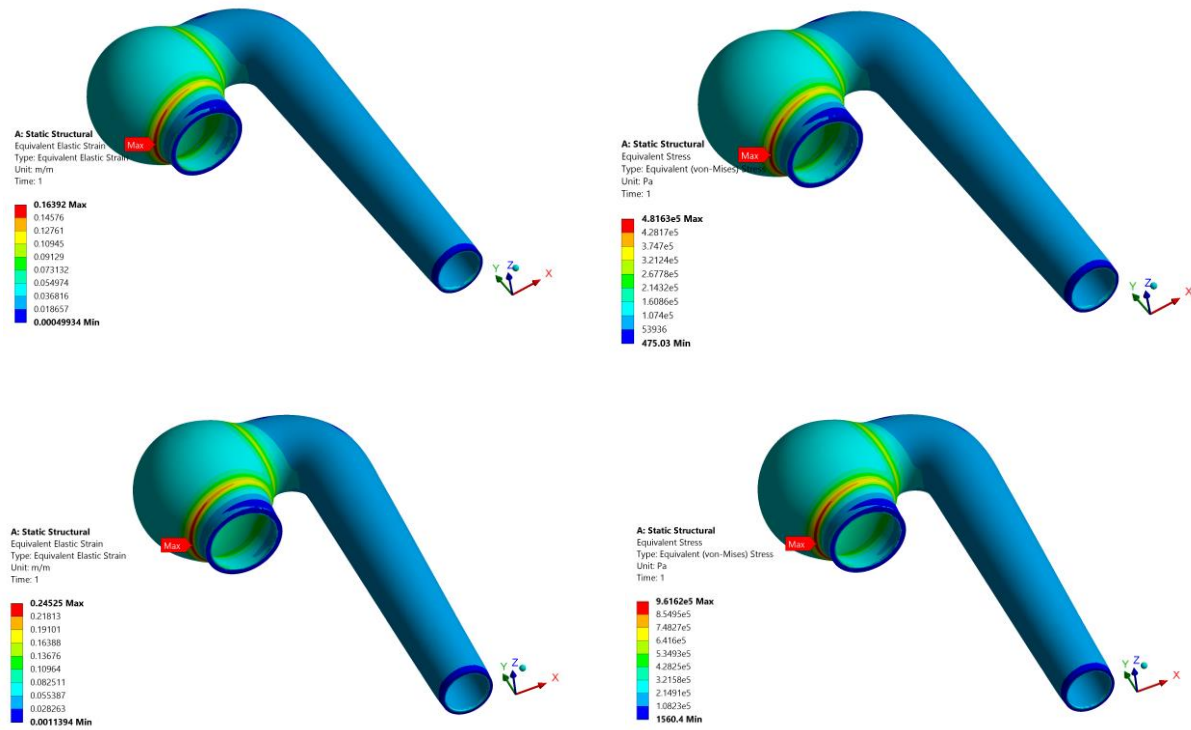 A: Static Structural
Equivalent Elastic Strain
Type: Equivalent Elastic Strain
Unit: m/m
Time: 1
0.16392 Max
0.14576
0.12761
0.10945
0.09129
0.073132
0.054974
0.036816
0.018657
0.00049934 Min
Max
Y
Z
X
A: Static Structural
Equivalent Stress
Type: Equivalent (von-Mises) Stress
Unit: Pa
Time: 1
4.8163e5 Max
4.2817e5
3.747e5
3.2124e5
2.6778e5
2.1432e5
1.6086e5
1.074e5
53936
475.03 Min
Max
Y
Z
X
A: Static Structural
Equivalent Elastic Strain
Type: Equivalent Elastic Strain
Unit: m/m
Time: 1
0.24525 Max
0.21813
0.19101
0.16388
0.13676
0.10964
0.082511
0.055387
0.028263
0.0011394 Min
Max
Y
Z
X
A: Static Structural
Equivalent Stress
Type: Equivalent (von-Mises) Stress
Unit: Pa
Time: 1
9.6162e5 Max
8.5495e5
7.4827e5
6.416e5
5.3493e5
4.2825e5
3.2158e5
2.1491e5
1.0823e5
1560.4 Min
Max
Y
Z
X